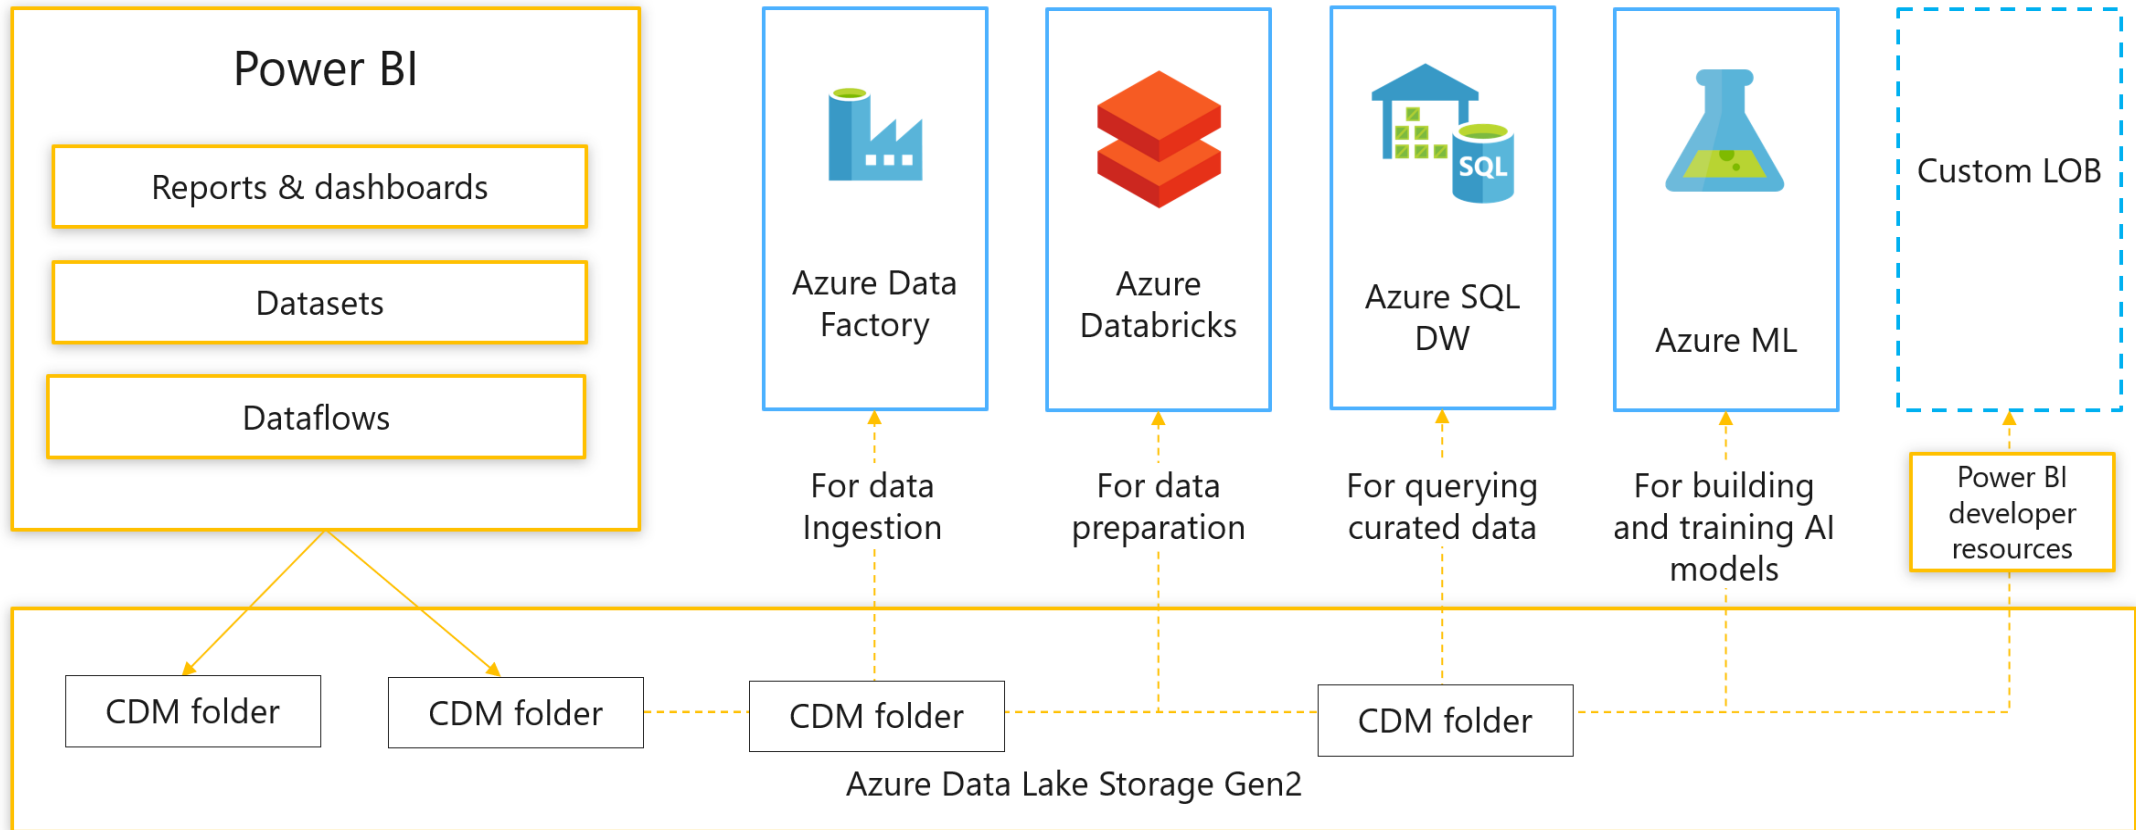 Power BI
Reports & dashboards
Datasets
Dataflows
Azure Data
Factory
Azure
Databricks
SQL
Azure SQL
DW
Azure ML
Custom LOB
For data
Ingestion
For data
preparation
For querying
curated data
For building
and training AI
models
Power BI
developer
resources
CDM folder
CDM folder
CDM folder
CDM folder
Azure Data Lake Storage Gen2